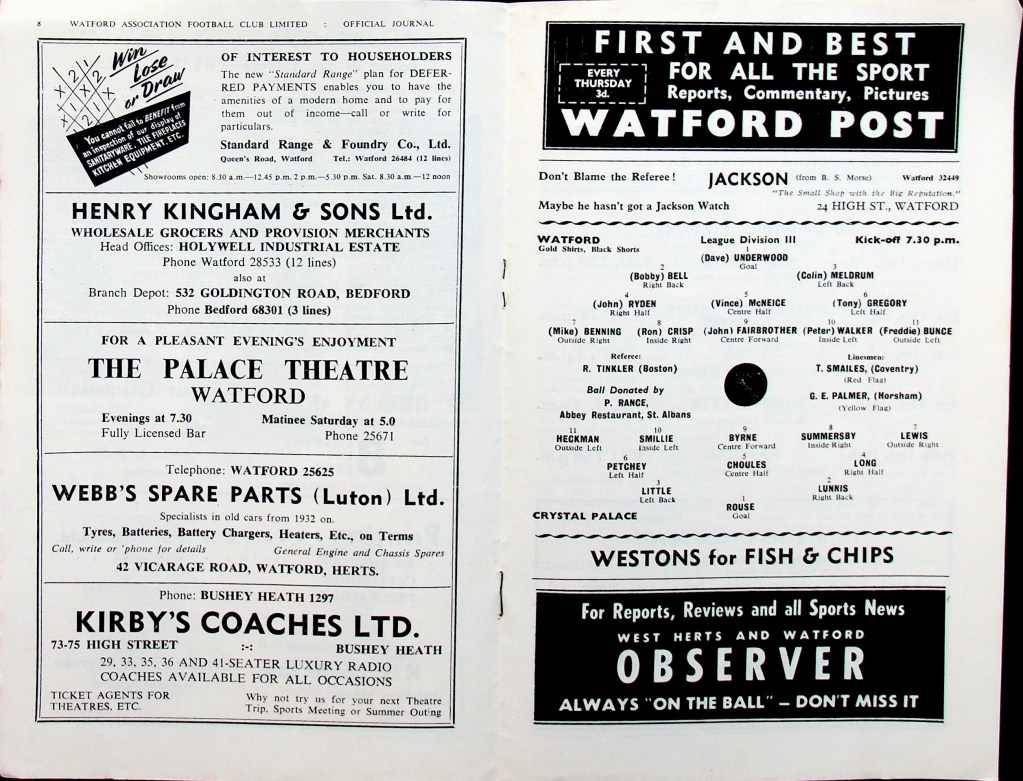 8 WATFORD ASSOCIATION FOOTBALL CLUB LIMITED : OFFICIAL JOURNAL
Win
Lose
or Draw
You cannot fail to BENEFIT from
an inspection of our display of
SANITARYWARE, TILE FIREPLACES
KITCHEN EQUIPMENT, ETC.
OF INTEREST TO HOUSEHOLDERS
The new "Standard Range" plan for DEFER-
RED PAYMENTS enables you to have the
amenities of a modern home and to pay for
them out of income—call or write for
particulars.
Standard Range & Foundry Co., Ltd.
Queen's Road, Watford Tel.: Watford 26484 (12 lines)
Showrooms open: 8.30 a.m.—12.45 p.m. 2 p.m.—5.30 p.m. Sat. 8.30 a.m.—12 noon
HENRY KINGHAM & SONS Ltd.
WHOLESALE GROCERS AND PROVISION MERCHANTS
Head Offices: HOLYWELL INDUSTRIAL ESTATE
Phone Watford 28533 (12 lines)
also at
Branch Depot: 532 GOLDINGTON ROAD, BEDFORD
Phone Bedford 68301 (3 lines)
FOR A PLEASANT EVENING'S ENJOYMENT
THE PALACE THEATRE
WATFORD
Evenings at 7.30 Matinee Saturday at 5.0
Fully Licensed Bar Phone 25671
Telephone: WATFORD 25625
WEBB'S SPARE PARTS (Luton) Ltd.
Specialists in old cars from 1932 on.
Tyres, Batteries, Battery Chargers, Heaters, Etc., on Terms
Call, write or 'phone for details General Engine and Chassis Spares
42 VICARAGE ROAD, WATFORD, HERTS.
Phone: BUSHEY HEATH 1297
KIRBY'S COACHES LTD.
73-75 HIGH STREET :-: BUSHEY HEATH
29, 33, 35, 36 AND 41-SEATER LUXURY RADIO
COACHES AVAILABLE FOR ALL OCCASIONS
TICKET AGENTS FOR
THEATRES, ETC.
Why not try us for your next Theatre
Trip, Sports Meeting or Summer Outing
FIRST AND BEST
EVERY
THURSDAY
3d.
FOR ALL THE SPORT
Reports, Commentary, Pictures
WATFORD POST
Don't Blame the Referee! JACKSON (from B. S. Morse) Watford 32449
"The Small Shop with the Big Reputation."
Maybe he hasn't got a Jackson Watch 24 HIGH ST., WATFORD
WATFORD League Division III Kick-off 7.30 p.m.
Gold Shirts, Black Shorts
1
(Dave) UNDERWOOD
Goal
2 3
(Bobby) BELL (Colin) MELDRUM
Right Back Left Back
4 5 6
(John) RYDEN (Vince) McNEICE (Tony) GREGORY
Right Half Centre Half Left Half
7 8 9 10 11
(Mike) BENNING (Ron) CRISP (John) FAIRBROTHER (Peter) WALKER (Freddie) BUNCE
Outside Right Inside Right Centre Forward Inside Left Outside Left
Referee: Linesmen:
R. TINKLER (Boston) T. SMAILES, (Coventry)
(Red Flag)
Ball Donated by
P. RANCE,
Abbey Restaurant, St. Albans
G. E. PALMER, (Horsham)
(Yellow Flag)
11 10 9 8 7
HECKMAN SMILLIE BYRNE SUMMERSBY LEWIS
Outside Left Inside Left Centre Forward Inside Right Outside Right
6 5 4
PETCHEY CHOULES LONG
Left Half Centre Half Right Half
3 2
LITTLE LUNNIS
Left Back Right Back
1
ROUSE
Goal
CRYSTAL PALACE
WESTONS for FISH & CHIPS
For Reports, Reviews and all Sports News
WEST HERTS AND WATFORD
OBSERVER
ALWAYS "ON THE BALL" – DON'T MISS IT